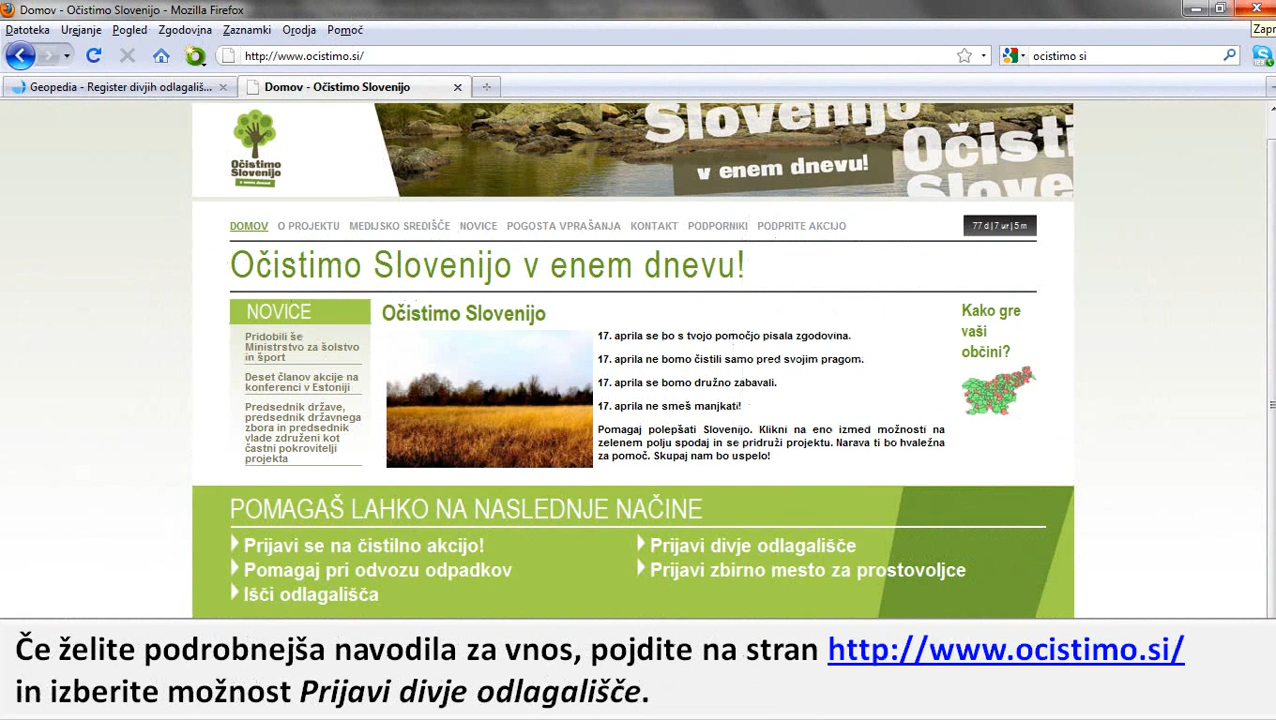 Domov - Očistimo Slovenijo - Mozilla Firefox
Zapr
Datoteka Urejanje Pogled Zgodovina Zaznamki Orodja Pomoč
http://www.ocistimo.si/
ocistimo si
Geopedia - Register divjih odlagališ...
Domov - Očistimo Slovenijo
Slovenijo
Očisti
v enem dnevu!
Slovenijo
Očistimo
Slovenijo
v enem dnevu!
DOMOV O PROJEKTU MEDIJSKO SREDIŠČE NOVICE POGOSTA VPRAŠANJA KONTAKT PODPORNIKI PODPRITE AKCIJO
77 d | 7 ur | 5 m
Očistimo Slovenijo v enem dnevu!
NOVICE
Pridobili še
Ministrstvo za šolstvo
in šport
Deset članov akcije na
konferenci v Estoniji
Predsednik države,
predsednik državnega
zbora in predsednik
vlade združeni kot
častni pokrovitelji
projekta
Očistimo Slovenijo
17. aprila se bo s tvojo pomočjo pisala zgodovina.
17. aprila ne bomo čistili samo pred svojim pragom.
17. aprila se bomo družno zabavali.
17. aprila ne smeš manjkati!
Pomagaj polepšati Slovenijo. Klikni na eno izmed možnosti na
zelenem polju spodaj in se pridruži projektu. Narava ti bo hvaležna
za pomoč. Skupaj nam bo uspelo!
Kako gre
vaši
občini?
POMAGAŠ LAHKO NA NASLEDNJE NAČINE
Prijavi se na čistilno akcijo!
Pomagaj pri odvozu odpadkov
Išči odlagališča
Prijavi divje odlagališče
Prijavi zbirno mesto za prostovoljce
Če želite podrobnejša navodila za vnos, pojdite na stran http://www.ocistimo.si/
in izberite možnost Prijavi divje odlagališče.